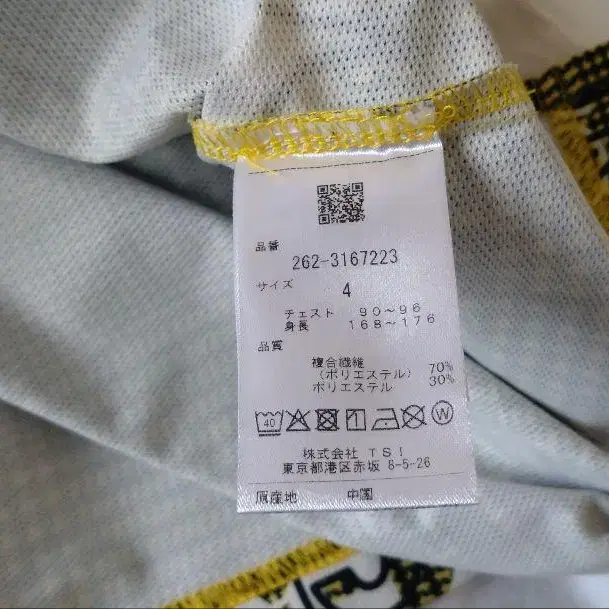 品番
262-3167223
サイズ
4
チェスト 90～96
身長 168～176
品質
複合繊維
(ポリエステル) 70%
ポリエステル 30%
40 W
株式会社 TSI
東京都港区赤坂 8-5-26
原産地 中国